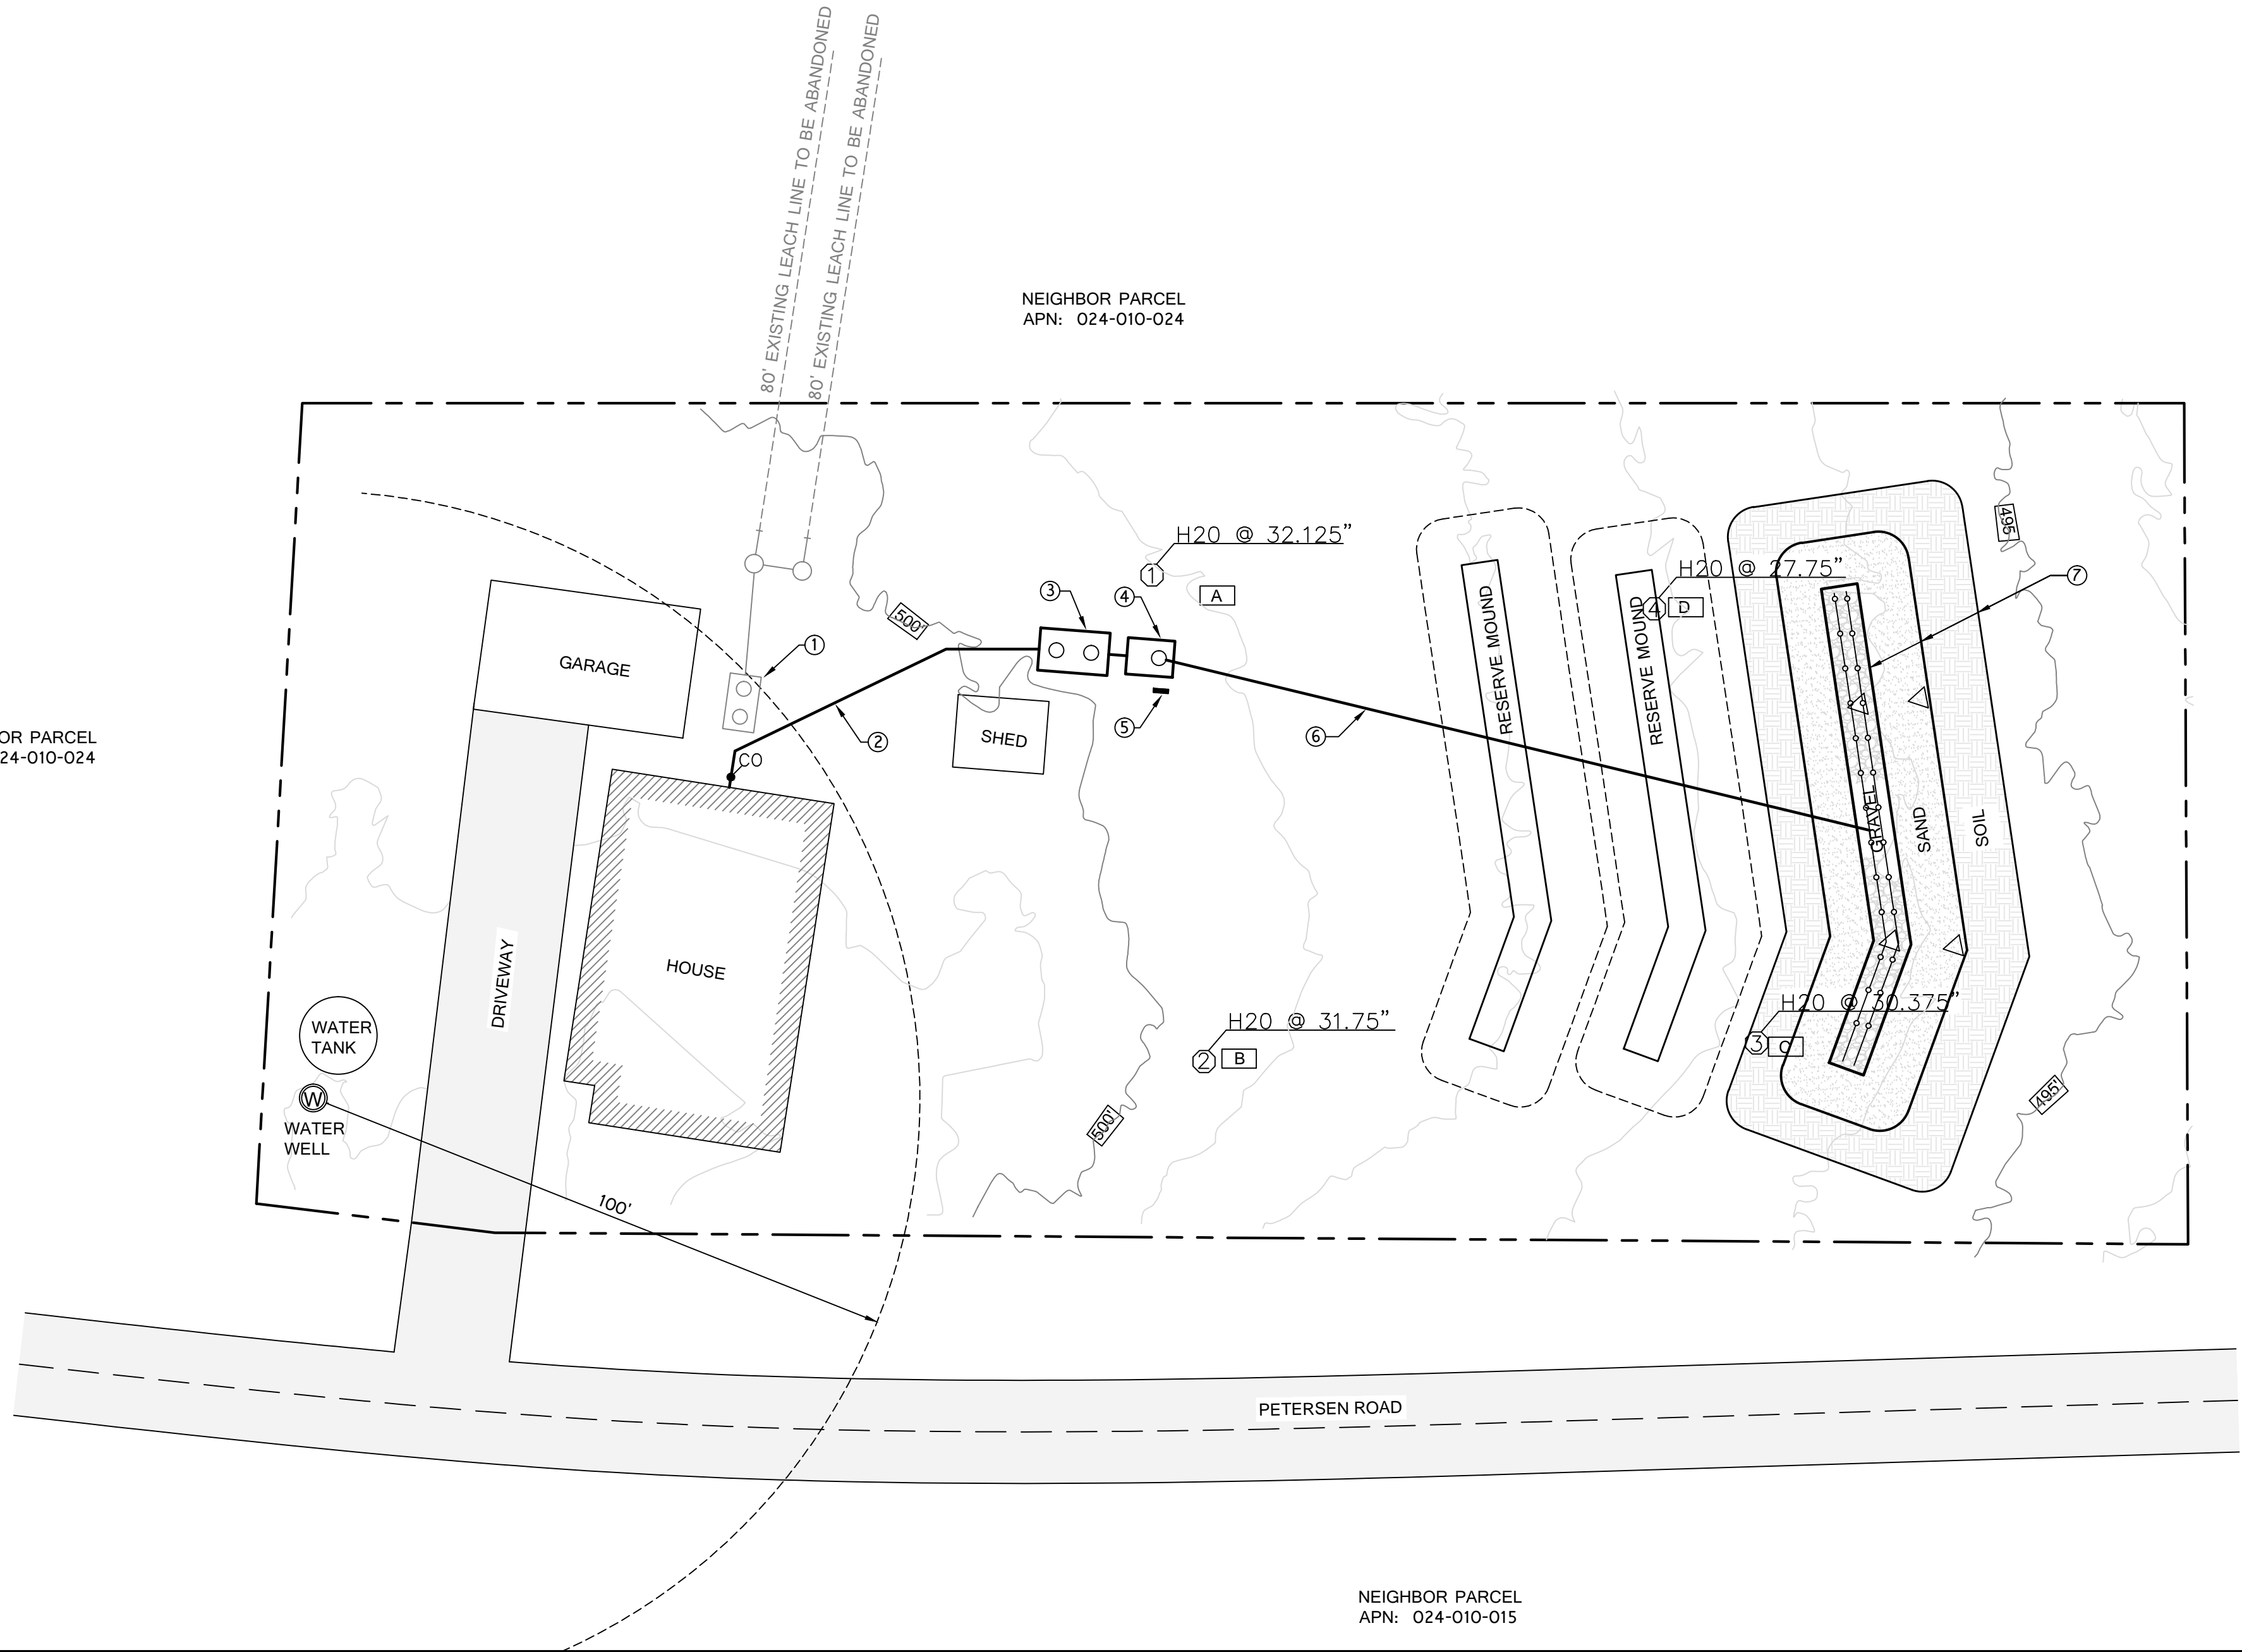 80' EXISTING LEACH LINE TO BE ABANDONED
80' EXISTING LEACH LINE TO BE ABANDONED
NEIGHBOR PARCEL
APN: 024-010-024
H20 @ 32.125"
1
A
3
4
500'
495
H20 @ 27.75"
4
D
7
GARAGE
1
RESERVE MOUND
RESERVE MOUND
OR PARCEL
24-010-024
2
SHED
5
6
CO
GRAVEL
SAND
SOIL
DRIVEWAY
HOUSE
WATER
TANK
H20 @ 31.75"
2
B
H20 @ 30.375"
3
C
W
WATER
WELL
500'
495'
100'
PETERSEN ROAD
NEIGHBOR PARCEL
APN: 024-010-015